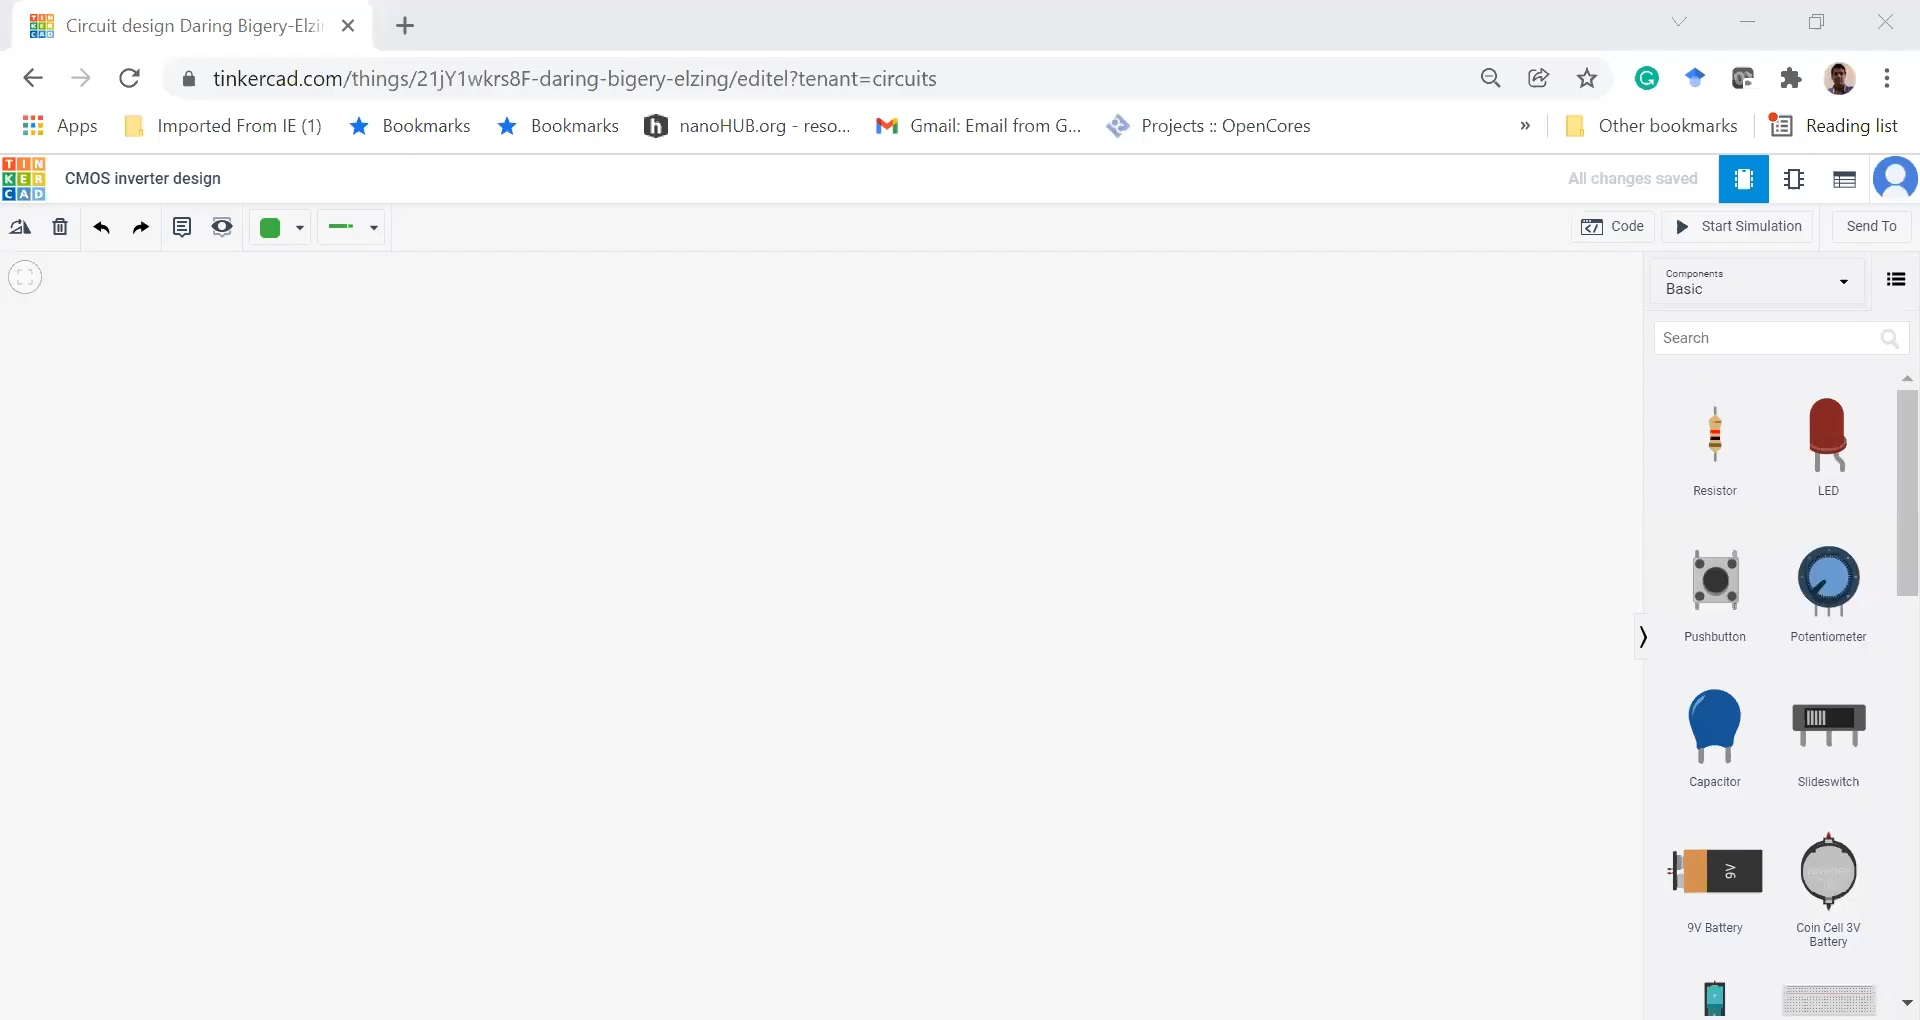 Circuit design Daring Bigery-Elzin
tinkercad.com/things/21jY1wkrs8F-daring-bigery-elzing/editel?tenant=circuits
Apps Imported From IE (1) Bookmarks Bookmarks nanoHUB.org - reso... Gmail: Email from G... Projects :: OpenCores » Other bookmarks Reading list
TIN
KER
CAD
CMOS inverter design All changes saved
Code Start Simulation Send To
Components
Basic
Search
Resistor LED
Pushbutton Potentiometer
Capacitor Slideswitch
9V
9V Battery Coin Cell 3V
Battery